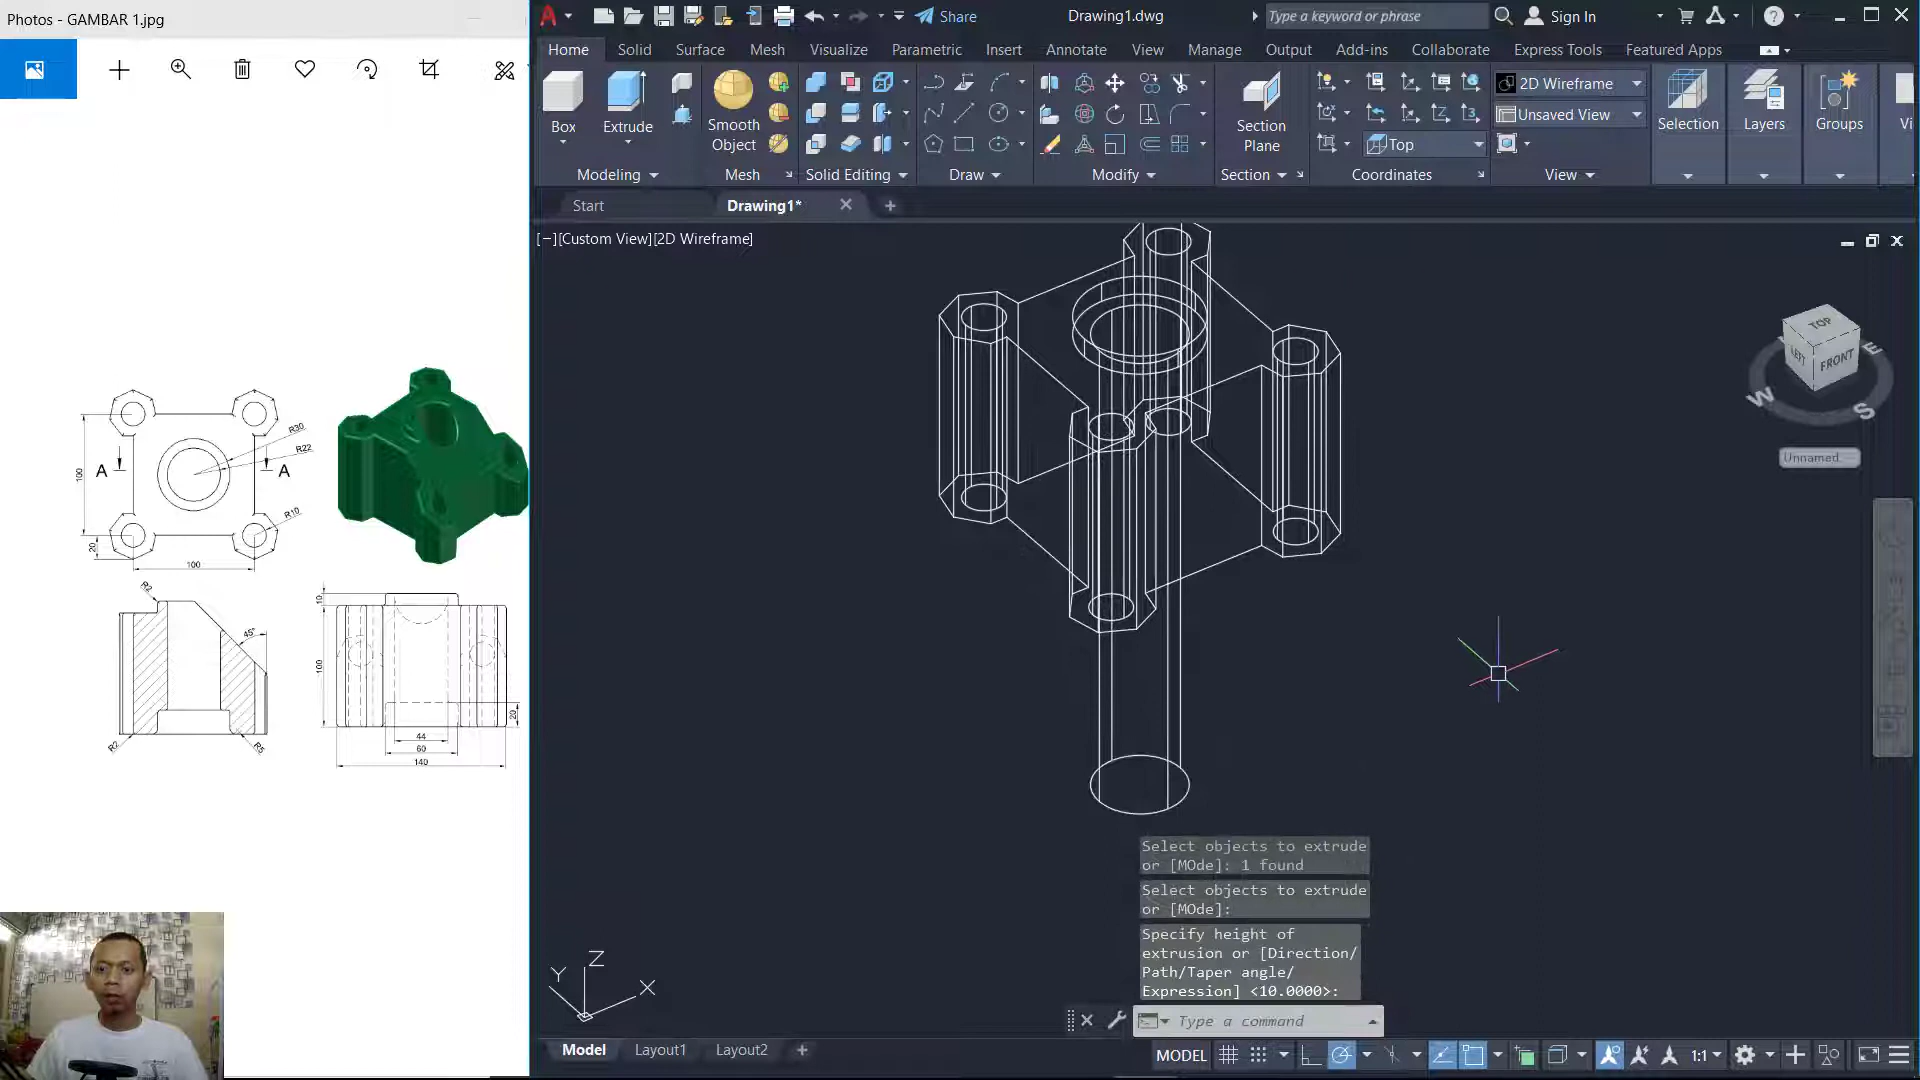 Photos - GAMBAR 1.jpg
Share
Drawing1.dwg
Type a keyword or phrase
Sign In
Home
Solid
Surface
Mesh
Visualize
Parametric
Insert
Annotate
View
Manage
Output
Add-ins
Collaborate
Express Tools
Featured Apps
Box
Extrude
Smooth
Object
Section
Plane
Top
2D Wireframe
Unsaved View
Selection
Layers
Groups
Vi
Modeling
Mesh
Solid Editing
Draw
Modify
Section
Coordinates
View
Start
Drawing1*
[−][Custom View][2D Wireframe]
TOP
LEFT
FRONT
E
W
S
Unnamed
R30
R22
A
A
100
R10
20
100
R2
45°
R2
R5
10
100
20
44
60
140
Select objects to extrude
or [MOde]: 1 found
Select objects to extrude
or [MOde]:
Specify height of
extrusion or [Direction/
Path/Taper angle/
Expression] <10.0000>:
Type a command
Z
Y
X
Model
Layout1
Layout2
MODEL
1:1